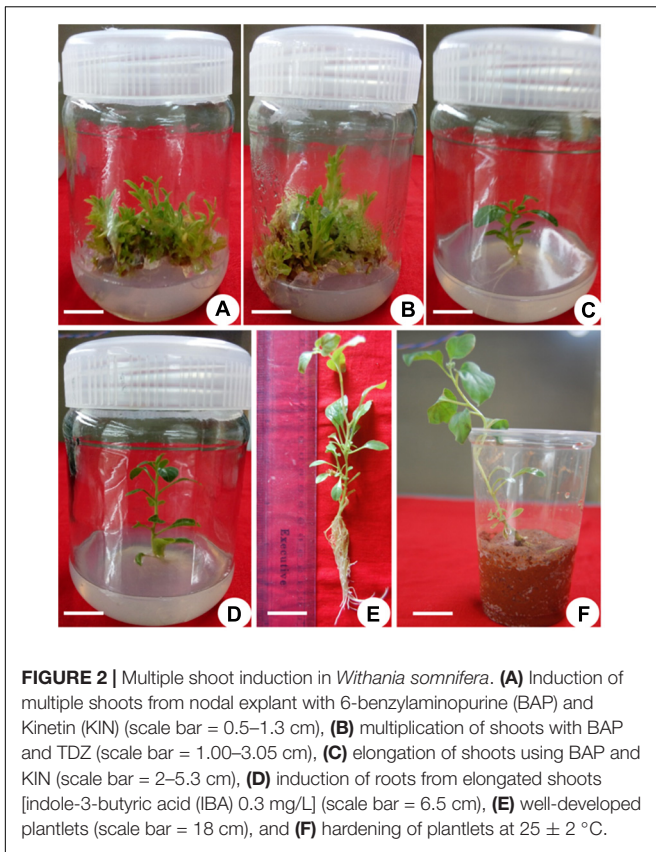 A
B
C
D
E
F
Executive
FIGURE 2 | Multiple shoot induction in Withania somnifera. (A) Induction of
multiple shoots from nodal explant with 6-benzylaminopurine (BAP) and
Kinetin (KIN) (scale bar = 0.5–1.3 cm), (B) multiplication of shoots with BAP
and TDZ (scale bar = 1.00–3.05 cm), (C) elongation of shoots using BAP and
KIN (scale bar = 2–5.3 cm), (D) induction of roots from elongated shoots
[indole-3-butyric acid (IBA) 0.3 mg/L] (scale bar = 6.5 cm), (E) well-developed
plantlets (scale bar = 18 cm), and (F) hardening of plantlets at 25 ± 2 °C.